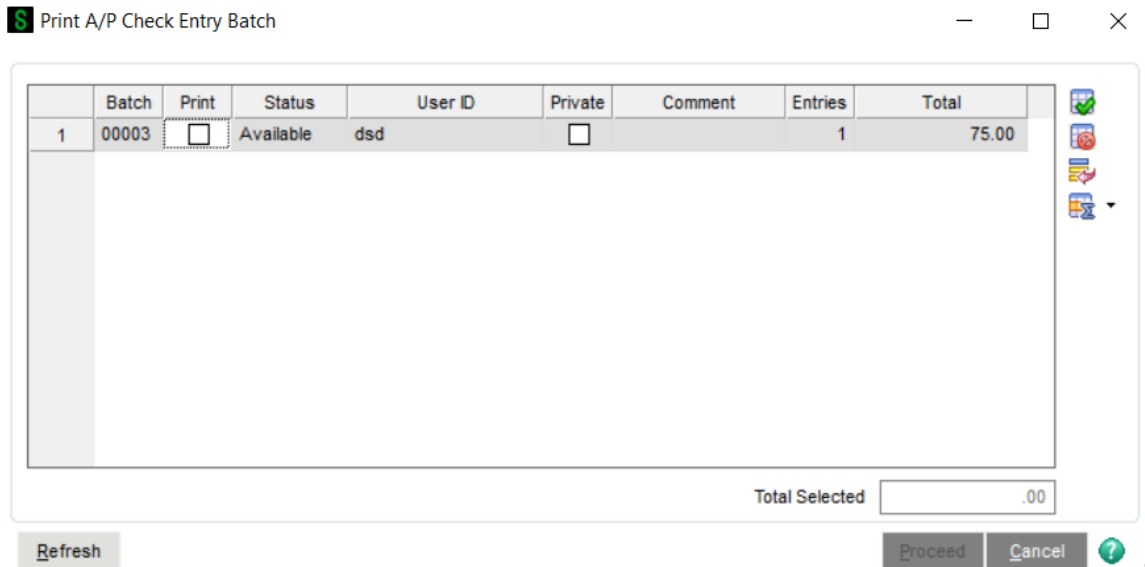 S Print A/P Check Entry Batch
Batch Print Status User ID Private Comment Entries Total
1 00003 Available dsd 1 75.00
Total Selected .00
Refresh Proceed Cancel ?